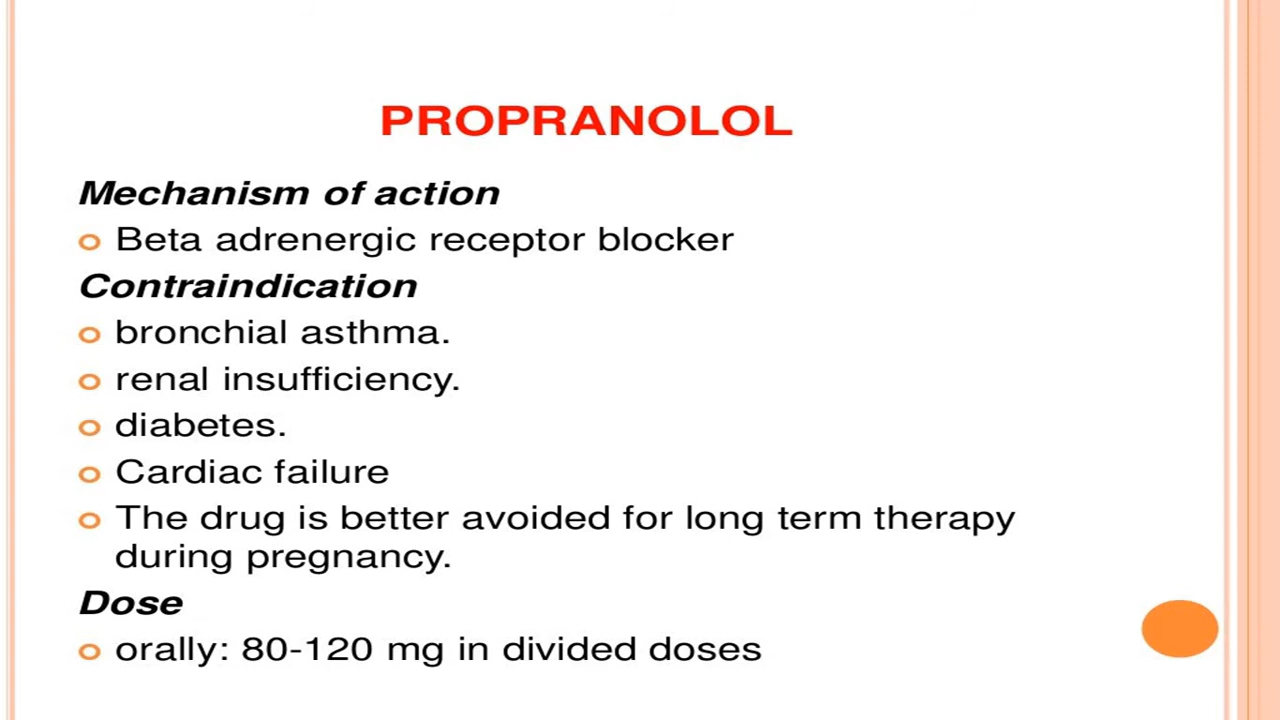 PROPRANOLOL
Mechanism of action
Beta adrenergic receptor blocker
Contraindication
bronchial asthma.
renal insufficiency.
diabetes.
Cardiac failure
The drug is better avoided for long term therapy
during pregnancy.
Dose
orally: 80-120 mg in divided doses